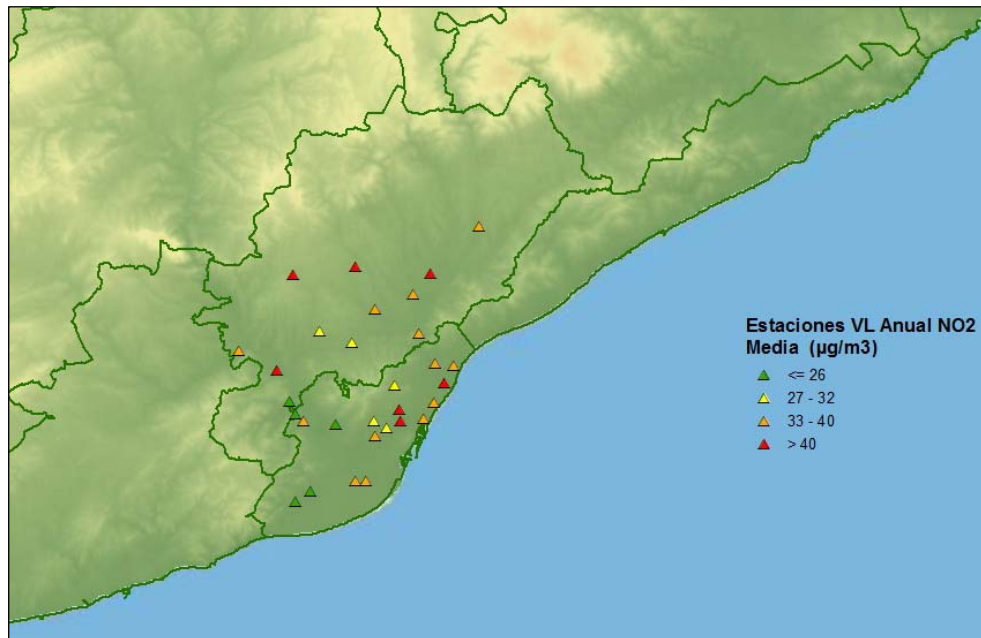 Estaciones VL Anual NO2
Media (µg/m3)
<= 26
27 - 32
33 - 40
> 40